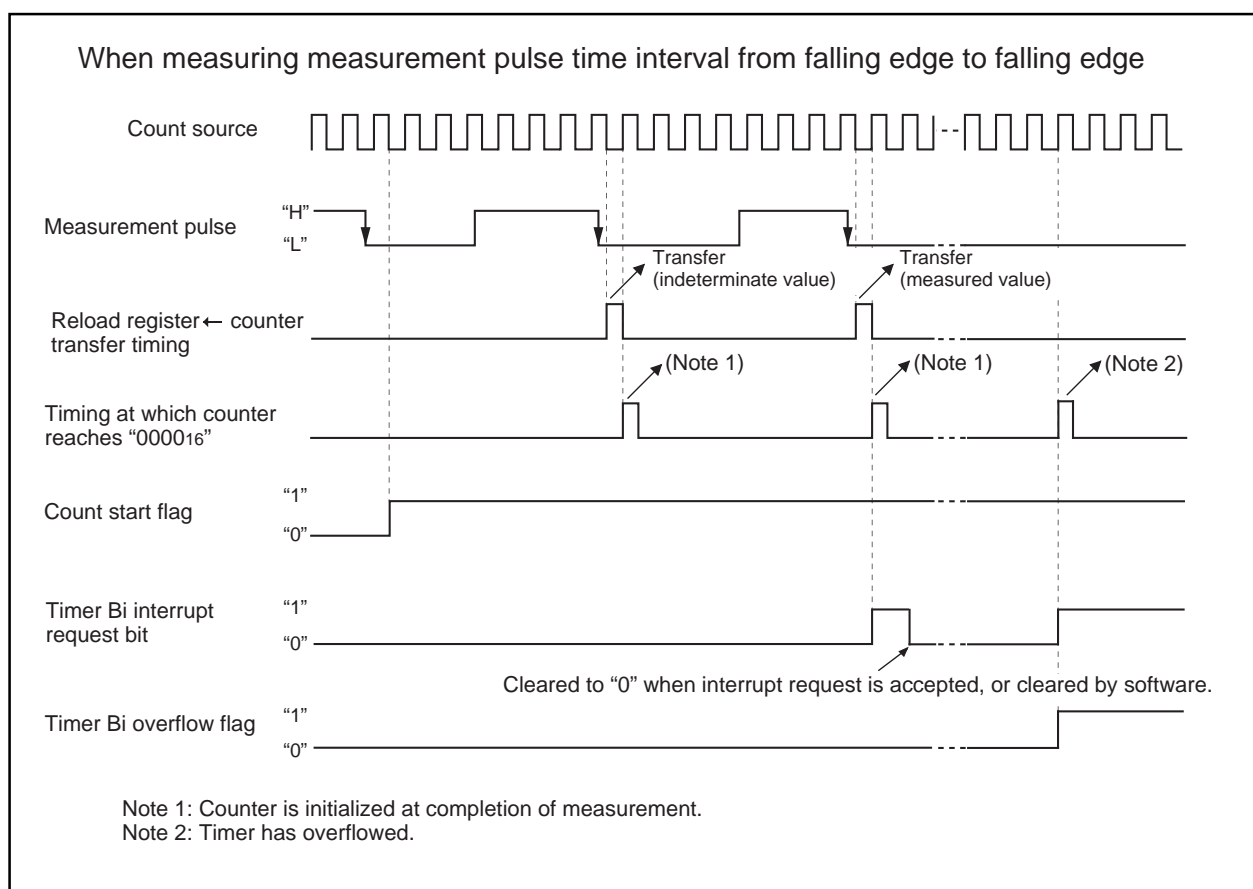 When measuring measurement pulse time interval from falling edge to falling edge
Count source
Measurement pulse
“H”
“L”
Transfer
(indeterminate value)
Transfer
(measured value)
Reload register ← counter
transfer timing
(Note 1)
(Note 1)
(Note 2)
Timing at which counter
reaches “000016”
Count start flag
“1”
“0”
Timer Bi interrupt
request bit
“1”
“0”
Cleared to “0” when interrupt request is accepted, or cleared by software.
Timer Bi overflow flag
“1”
“0”
Note 1: Counter is initialized at completion of measurement.
Note 2: Timer has overflowed.